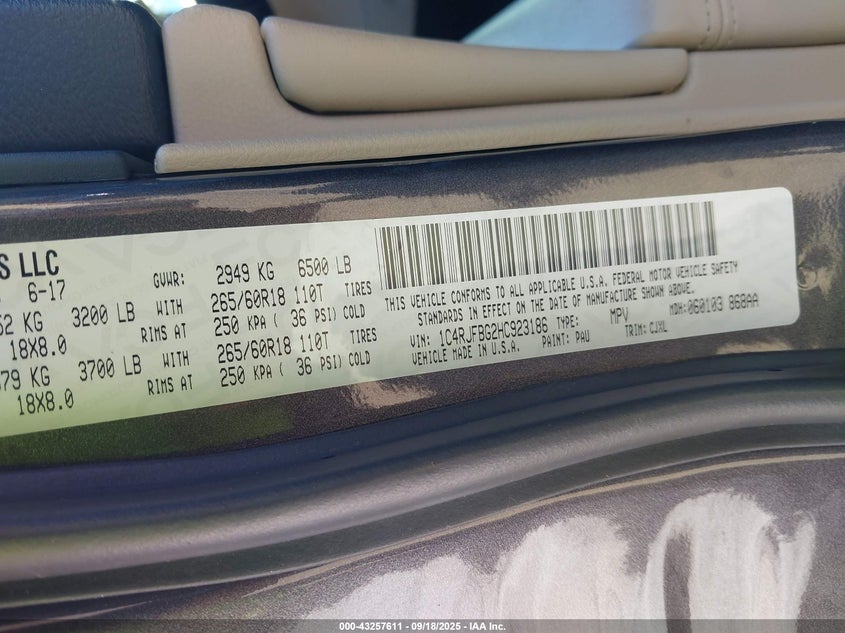 S LLC
6-17
GVWR: 2949 KG 6500 LB
52 KG 3200 LB WITH 265/60R18 110T TIRES
18X8.0 RIMS AT 250 KPA ( 36 PSI) COLD
79 KG 3700 LB WITH 265/60R18 110T TIRES
18X8.0 RIMS AT 250 KPA ( 36 PSI) COLD
THIS VEHICLE CONFORMS TO ALL APPLICABLE U.S.A. FEDERAL MOTOR VEHICLE SAFETY
STANDARDS IN EFFECT ON THE DATE OF MANUFACTURE SHOWN ABOVE.
VIN: 1C4RJFBG2HC923186 TYPE: MPV MDH: 060103 868AA
VEHICLE MADE IN U.S.A. PAINT: PAU TRIM: CJXL
000-43257611 - 09/18/2025 - IAA Inc.